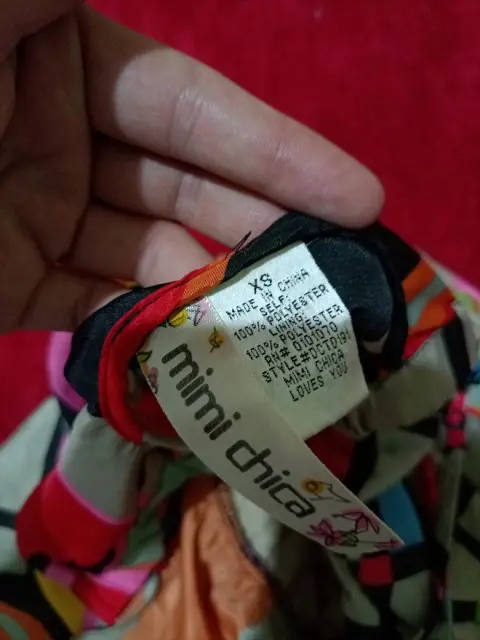 XS
MADE IN CHINA
SELF:
100% POLYESTER
LINING:
100% POLYESTER
RN# 0101070
STYLE#DCTD191
MIMI CHICA
LOVES YOU
mimi chica